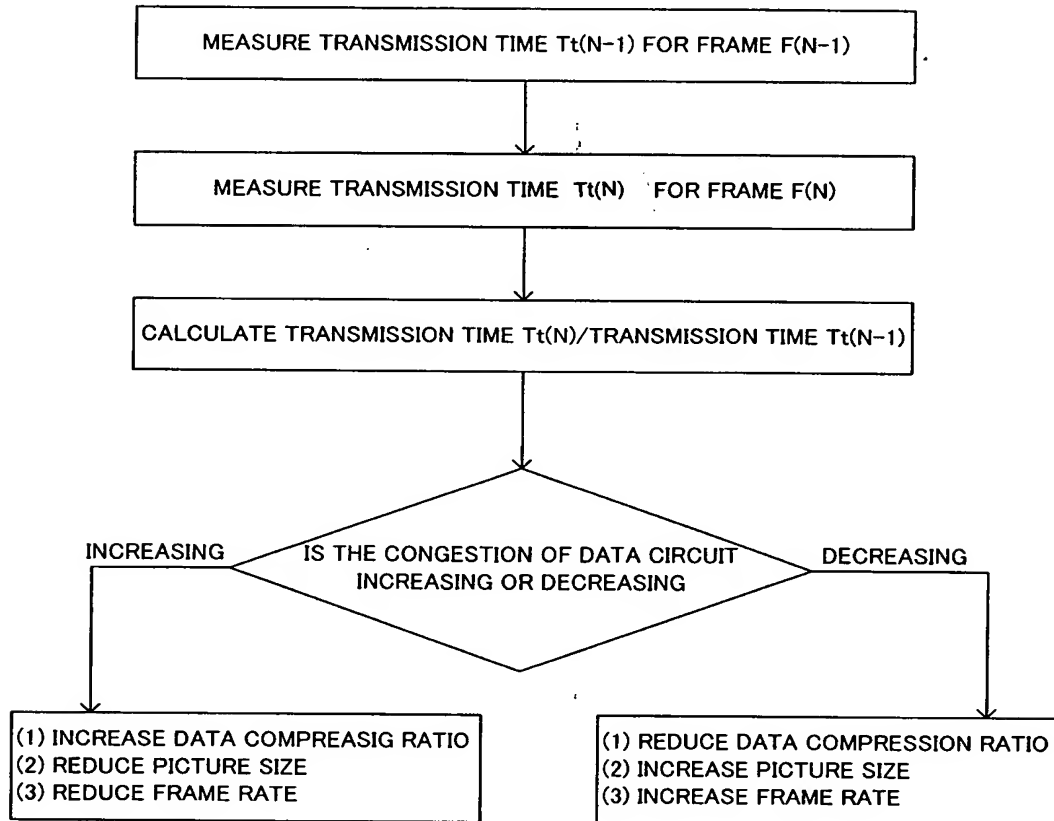 MEASURE TRANSMISSION TIME Tt(N-1) FOR FRAME F(N-1)
MEASURE TRANSMISSION TIME Tt(N) FOR FRAME F(N)
CALCULATE TRANSMISSION TIME Tt(N)/TRANSMISSION TIME Tt(N-1)
IS THE CONGESTION OF DATA CIRCUIT
INCREASING OR DECREASING
INCREASING
DECREASING
(1) INCREASE DATA COMPREASIG RATIO
(2) REDUCE PICTURE SIZE
(3) REDUCE FRAME RATE
(1) REDUCE DATA COMPRESSION RATIO
(2) INCREASE PICTURE SIZE
(3) INCREASE FRAME RATE